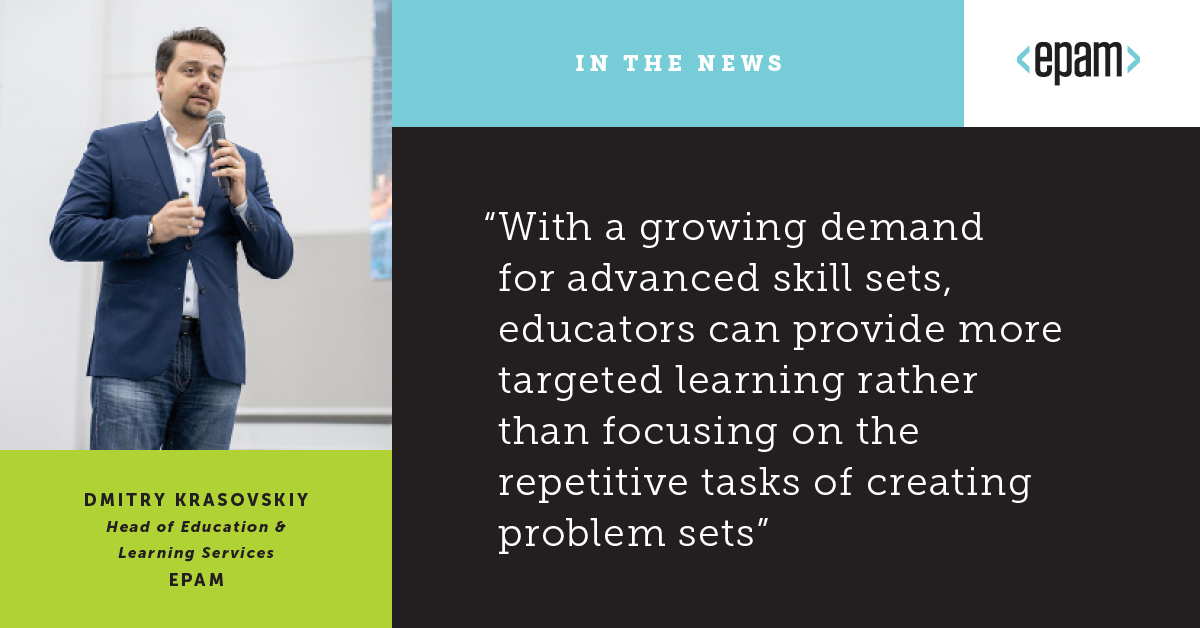 IN THE NEWS
<epam>
“With a growing demand
for advanced skill sets,
educators can provide more
targeted learning rather
than focusing on the
repetitive tasks of creating
problem sets”
DMITRY KRASOVSKIY
Head of Education &
Learning Services
EPAM